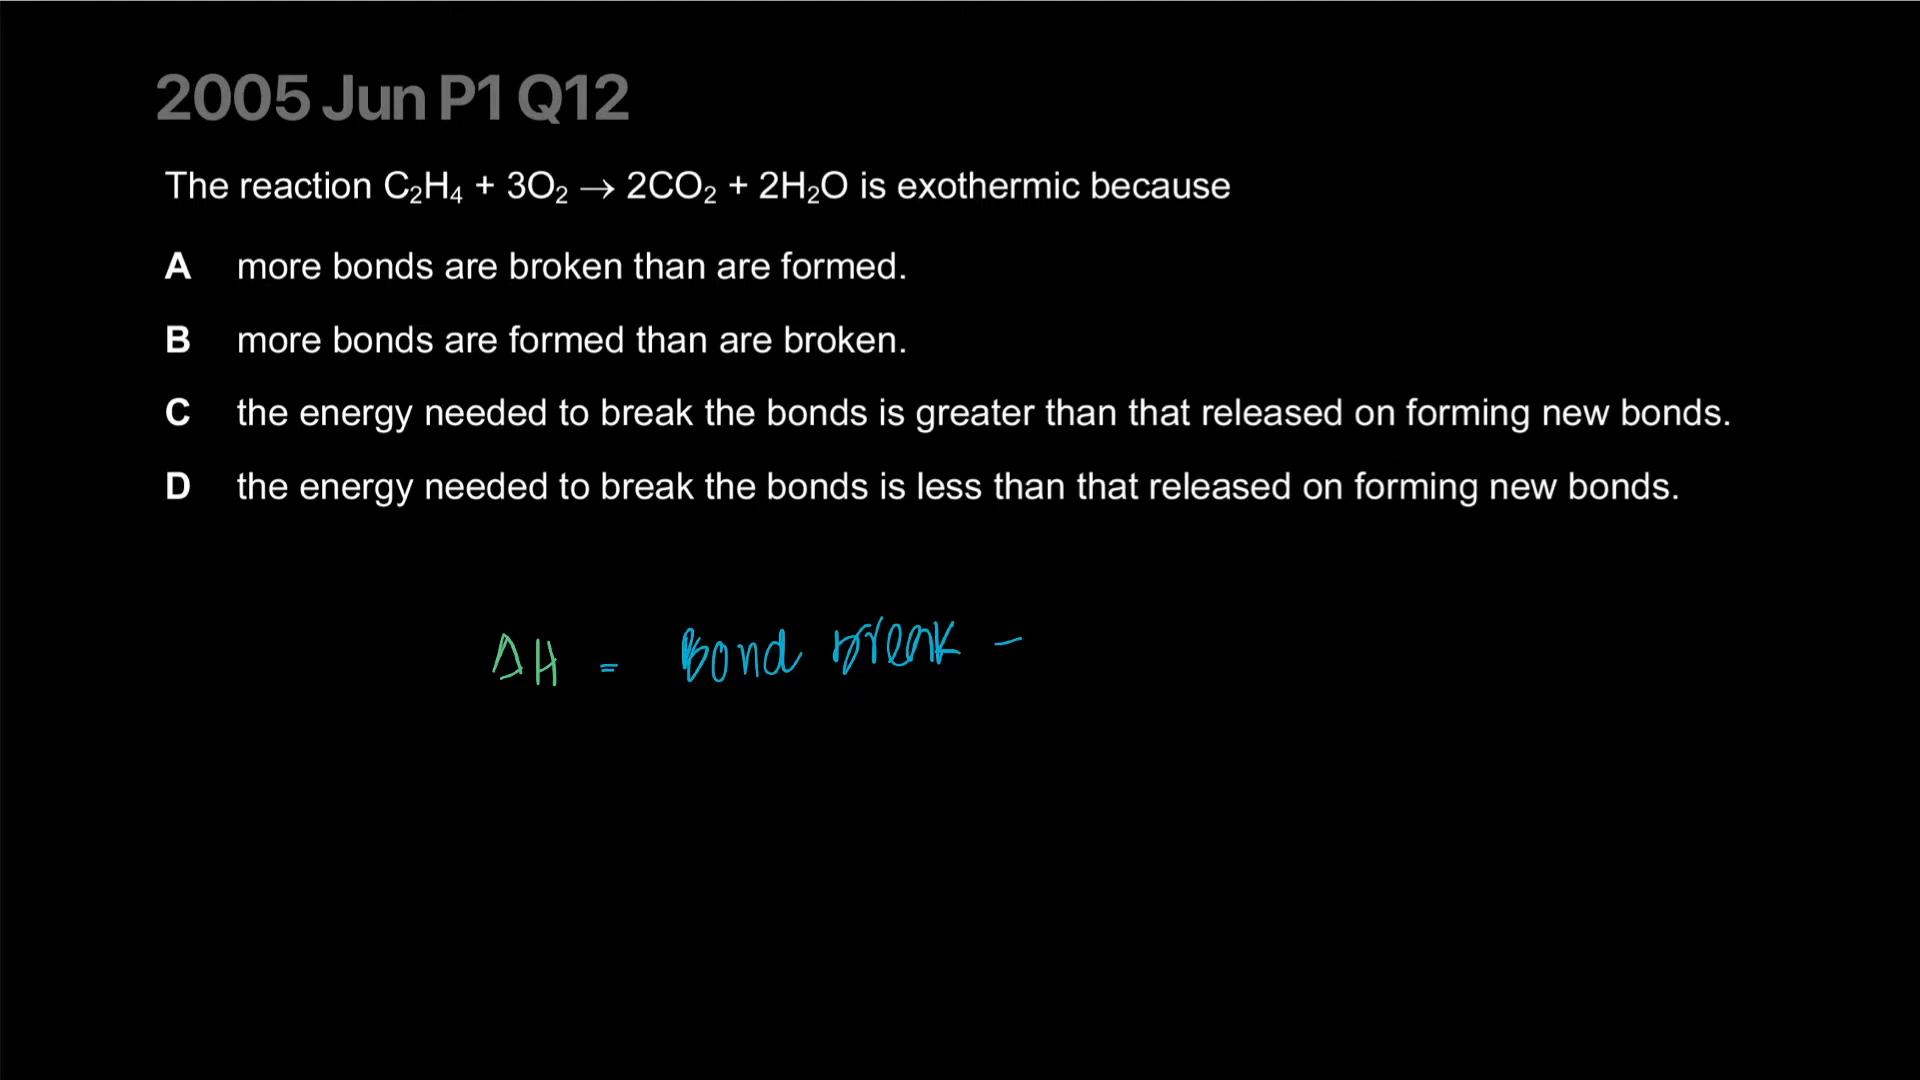 2005 Jun P1 Q12
The reaction C₂H₄ + 3O₂ → 2CO₂ + 2H₂O is exothermic because
A more bonds are broken than are formed.
B more bonds are formed than are broken.
C the energy needed to break the bonds is greater than that released on forming new bonds.
D the energy needed to break the bonds is less than that released on forming new bonds.
ΔH = Bond break –